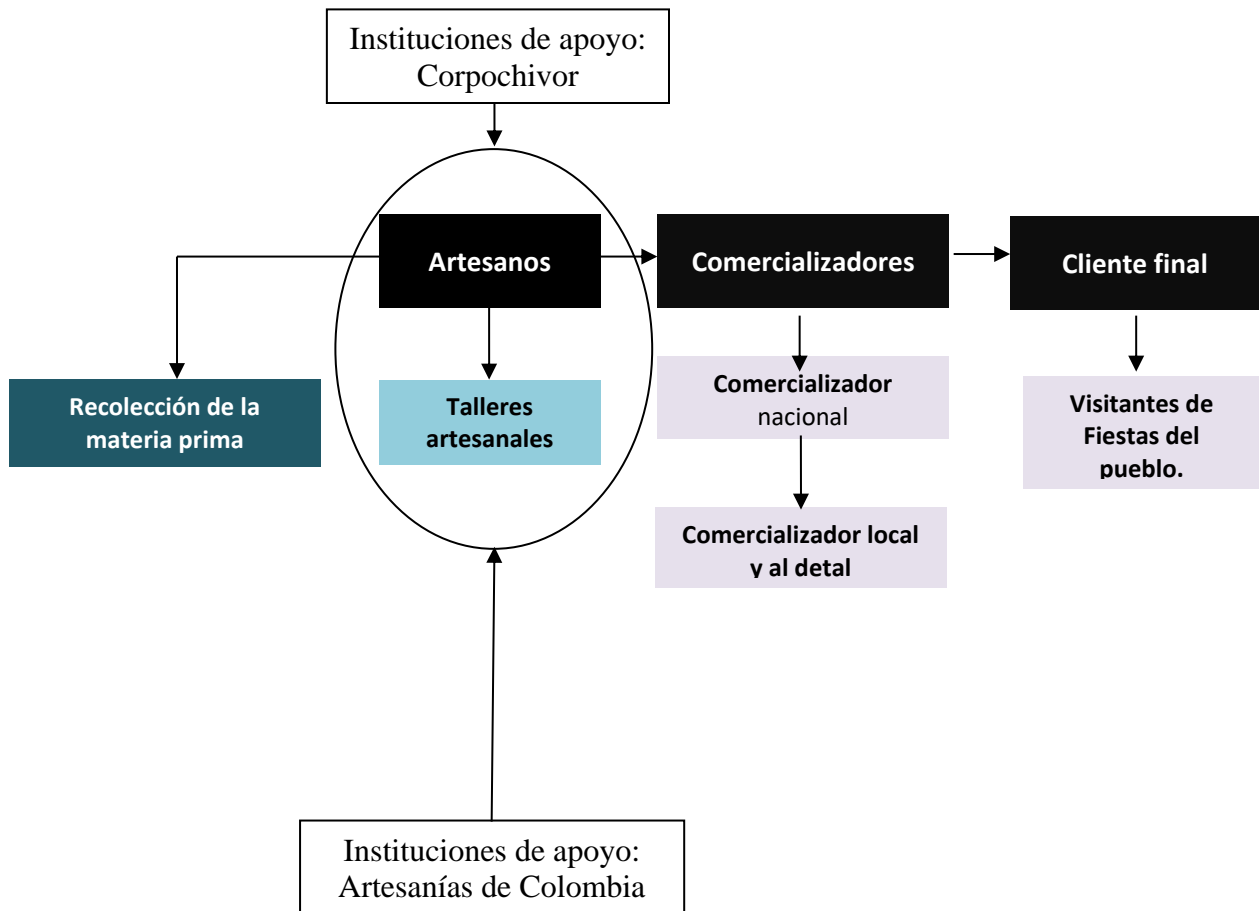 Instituciones de apoyo:
Corpochivor
Artesanos
Comercializadores
Cliente final
Recolección de la
materia prima
Talleres
artesanales
Comercializador
nacional
Visitantes de
Fiestas del
pueblo.
Comercializador local
y al detal
Instituciones de apoyo:
Artesanías de Colombia